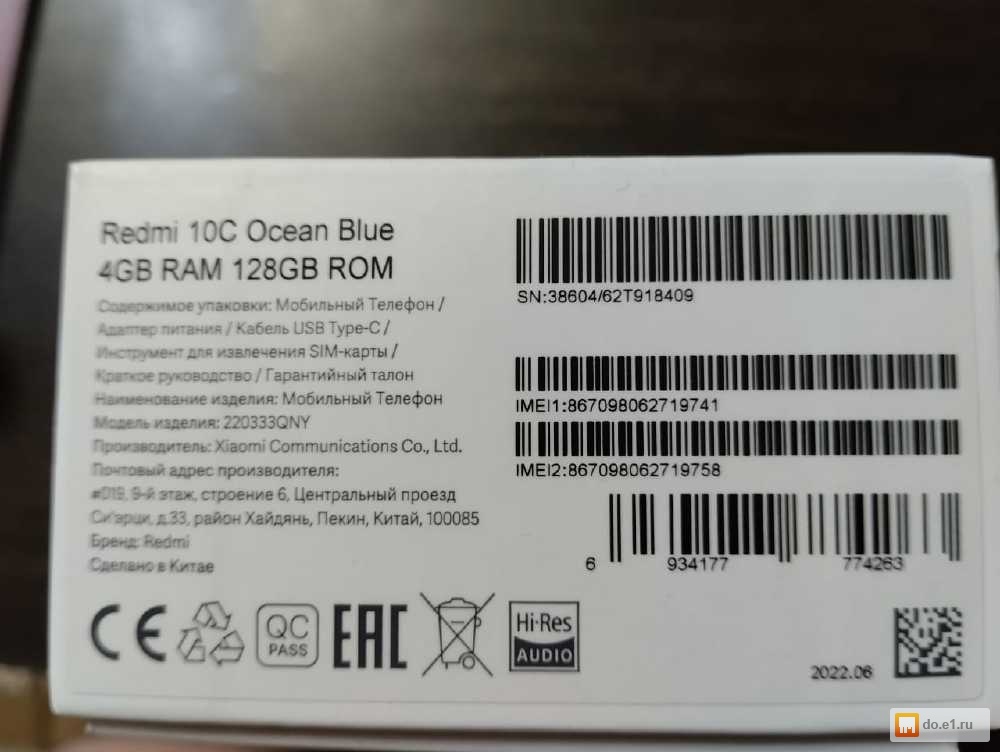 Redmi 10C Ocean Blue
4GB RAM 128GB ROM
Содержимое упаковки: Мобильный Телефон /
Адаптер питания / Кабель USB Type-C /
Инструмент для извлечения SIM-карты /
Краткое руководство / Гарантийный талон
Наименование изделия: Мобильный Телефон
Модель изделия: 220333QNY
Производитель: Xiaomi Communications Co., Ltd.
Почтовый адрес производителя:
#019, 9-й этаж, строение 6, Центральный проезд
Си'эрци, д.33, район Хайдянь, Пекин, Китай, 100085
Бренд: Redmi
Сделано в Китае
SN:38604/62T918409
IMEI1:867098062719741
IMEI2:867098062719758
6 934177 774263
CE
QC
PASS
EAC
Hi-Res
AUDIO
2022.06
do.e1.ru